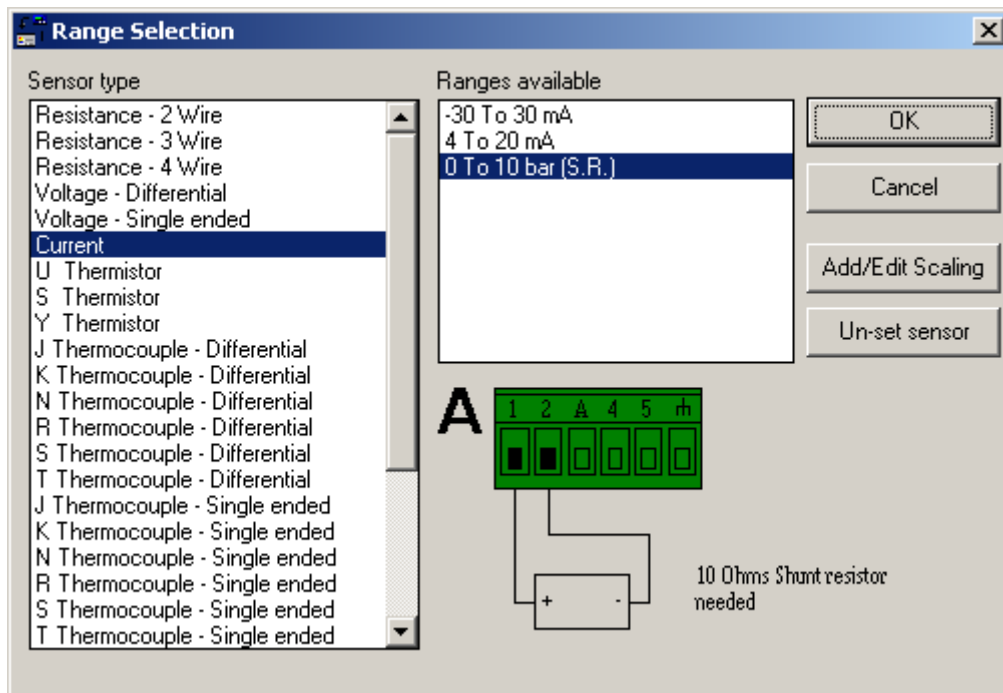 Range Selection
Sensor type
Resistance - 2 Wire
Resistance - 3 Wire
Resistance - 4 Wire
Voltage - Differential
Voltage - Single ended
Current
U Thermistor
S Thermistor
Y Thermistor
J Thermocouple - Differential
K Thermocouple - Differential
N Thermocouple - Differential
R Thermocouple - Differential
S Thermocouple - Differential
T Thermocouple - Differential
J Thermocouple - Single ended
K Thermocouple - Single ended
N Thermocouple - Single ended
R Thermocouple - Single ended
S Thermocouple - Single ended
T Thermocouple - Single ended
Ranges available
-30 To 30 mA
4 To 20 mA
0 To 10 bar (S.R.)
OK
Cancel
Add/Edit Scaling
Un-set sensor
A
1 2 A 4 5
+ -
10 Ohms Shunt resistor
needed